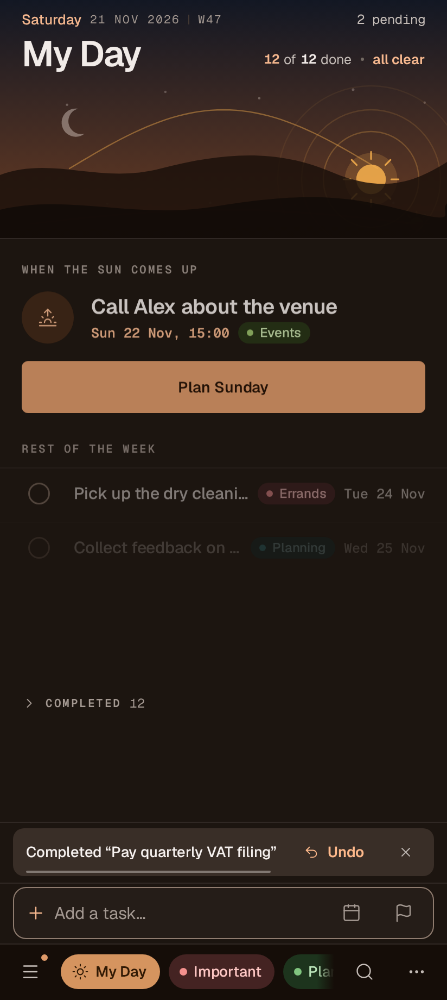 Saturday 21 NOV 2026 | W47 2 pending
My Day 12 of 12 done • all clear
WHEN THE SUN COMES UP
Call Alex about the venue
Sun 22 Nov, 15:00 Events
Plan Sunday
REST OF THE WEEK
Pick up the dry cleani... Errands Tue 24 Nov
Collect feedback on ... Planning Wed 25 Nov
COMPLETED 12
Completed “Pay quarterly VAT filing” Undo
Add a task...
My Day Important Pla